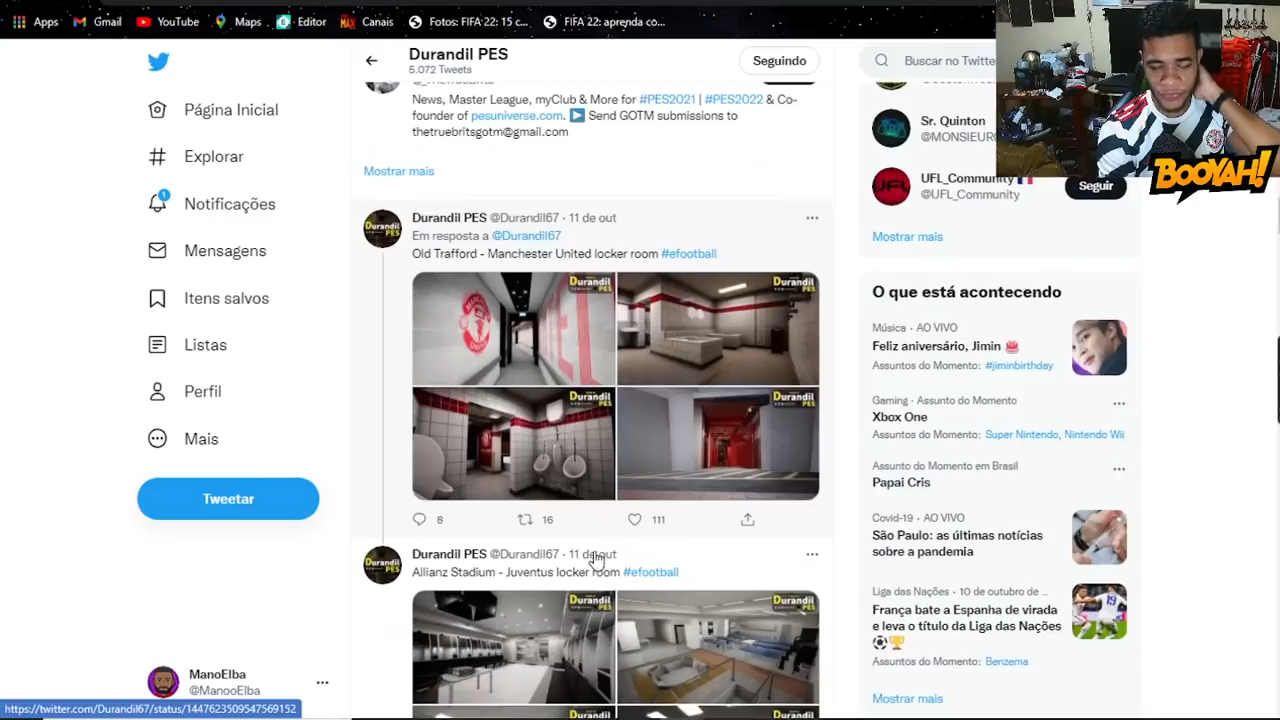 Apps
Gmail
YouTube
Maps
Editor
MAX
Canais
Fotos: FIFA 22: 15 c...
FIFA 22: aprenda co...
Página Inicial
Explorar
1
Notificações
Mensagens
Itens salvos
Listas
Perfil
Mais
Tweetar
ManoElba
@ManooElba
https://twitter.com/Durandil67/status/1447623509547569152
Durandil PES
5.072 Tweets
Seguindo
News, Master League, myClub & More for #PES2021 | #PES2022 & Co-
founder of pesuniverse.com. Send GOTM submissions to
thetruebritsgotm@gmail.com
Mostrar mais
Durandil PES @Durandil67 · 11 de out
Em resposta a @Durandil67
Old Trafford - Manchester United locker room #efootball
Durandil
PES
Durandil
PES
Durandil
PES
Durandil
PES
8
16
111
Durandil PES @Durandil67 · 11 de out
Allianz Stadium - Juventus locker room #efootball
Durandil
PES
Durandil
PES
Buscar no Twitte
Sr. Quinton
@MONSIEUR
UFL_Community
@UFL_Community
Seguir
Mostrar mais
O que está acontecendo
Música · AO VIVO
Feliz aniversário, Jimin
Assuntos do Momento: #jiminbirthday
Gaming · Assunto do Momento
Xbox One
Assuntos do Momento: Super Nintendo, Nintendo Wii
Assunto do Momento em Brasil
Papai Cris
Covid-19 · AO VIVO
São Paulo: as últimas notícias
sobre a pandemia
Liga das Nações · 10 de outubro de ...
França bate a Espanha de virada
e leva o título da Liga das Nações
Assuntos do Momento: Benzema
Mostrar mais
BOOYAH!